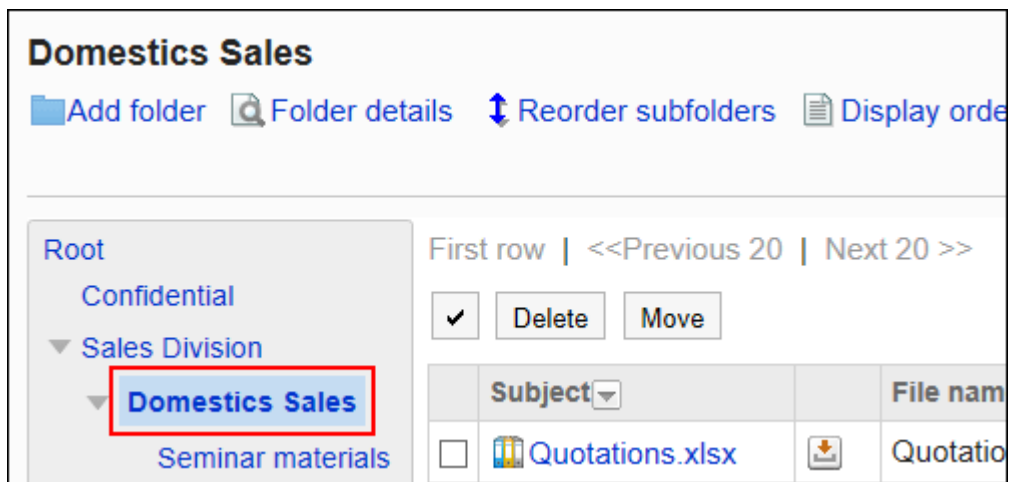 Domestics Sales
Add folder Folder details Reorder subfolders Display orde
Root
Confidential
Sales Division
Domestics Sales
Seminar materials
First row | <<Previous 20 | Next 20 >>
Delete Move
Subject File nam
Quotations.xlsx Quotatio